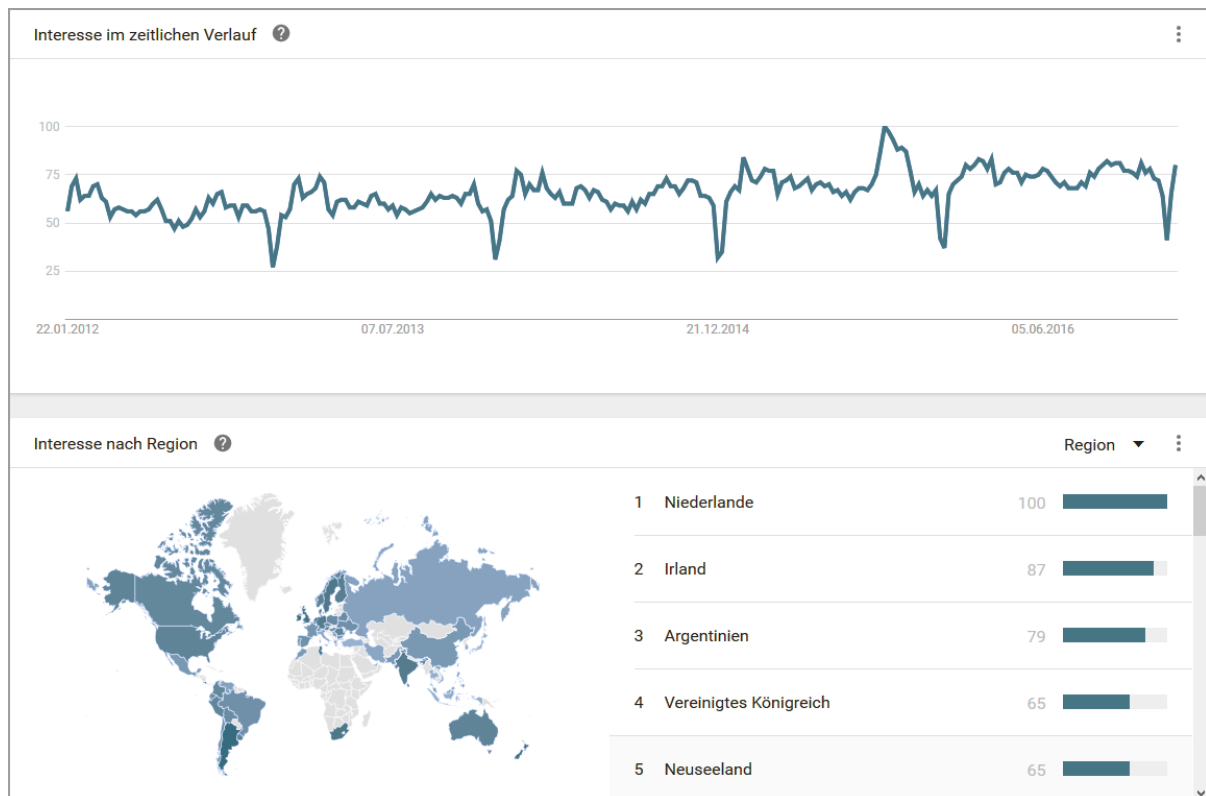 Interesse im zeitlichen Verlauf
100
75
50
25
22.01.2012 07.07.2013 21.12.2014 05.06.2016
Interesse nach Region
Region
1 Niederlande 100
2 Irland 87
3 Argentinien 79
4 Vereinigtes Königreich 65
5 Neuseeland 65